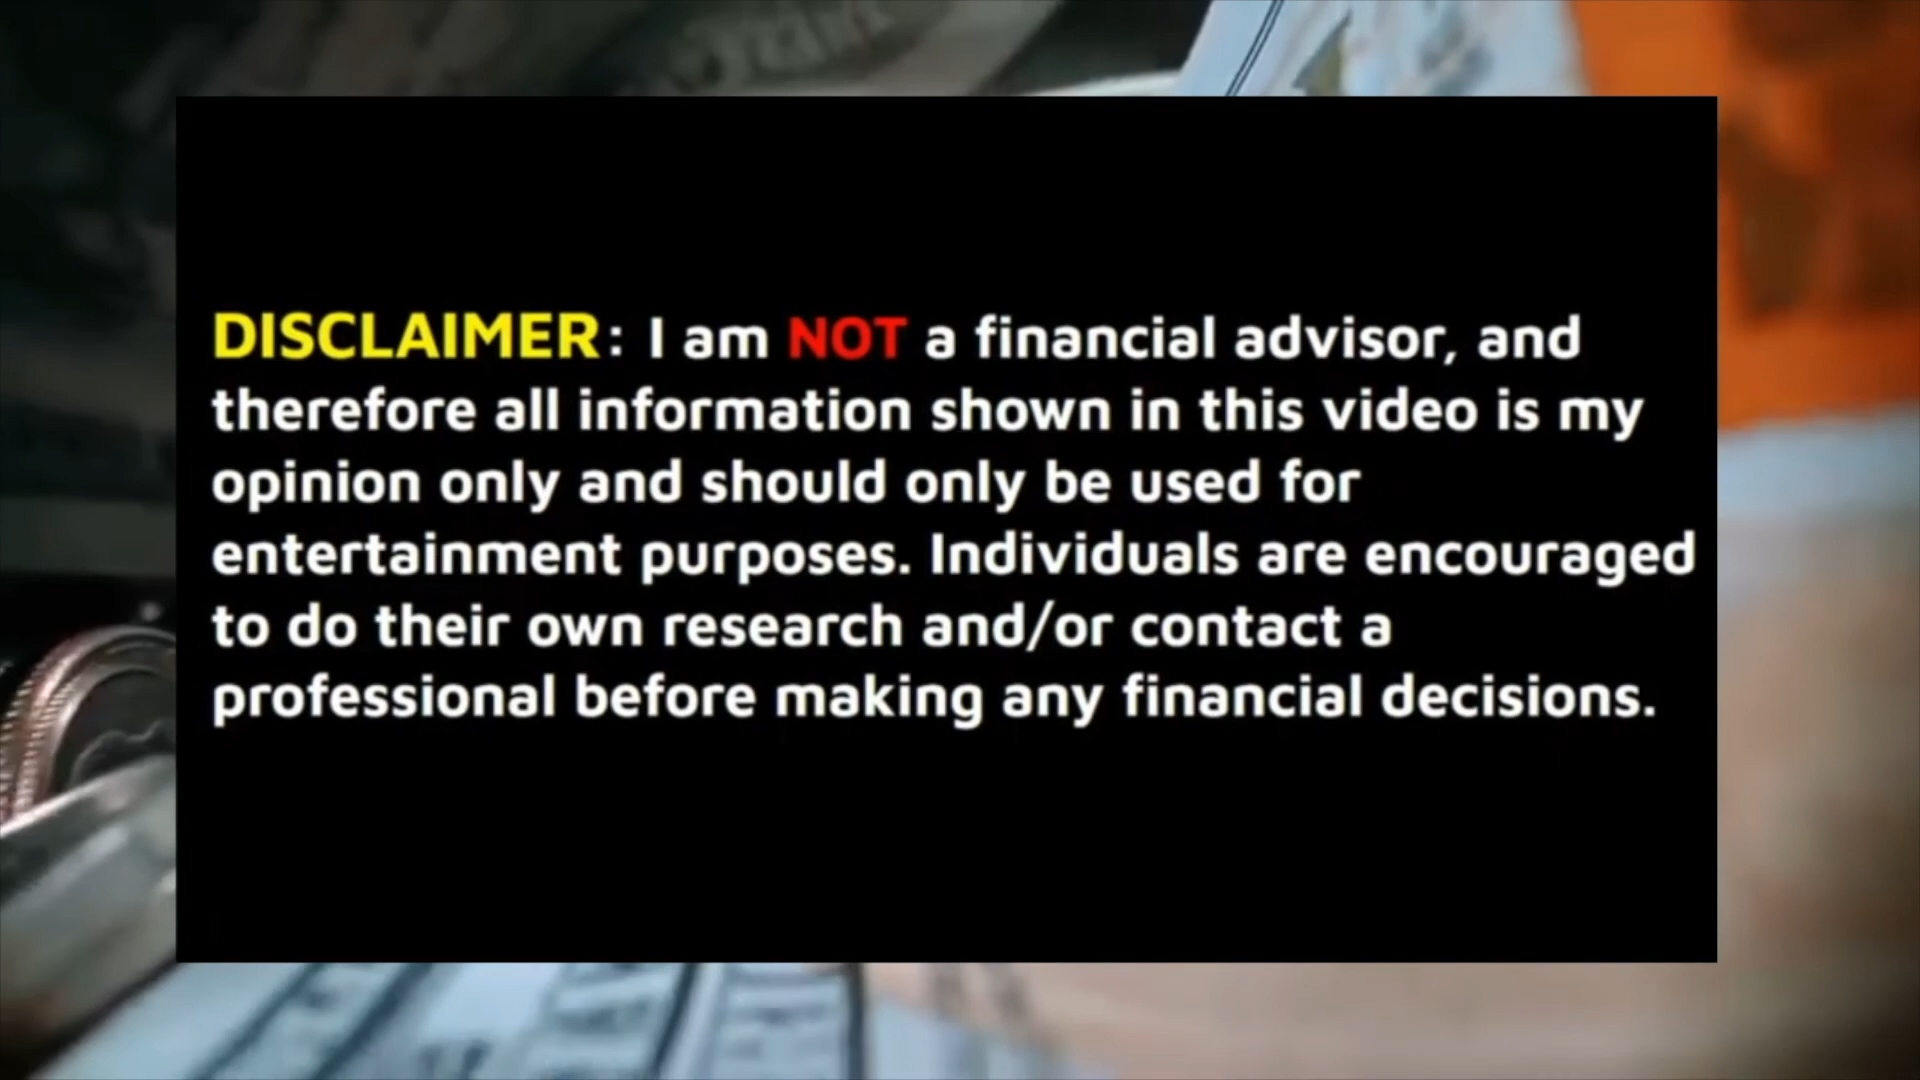 DISCLAIMER: I am NOT a financial advisor, and
therefore all information shown in this video is my
opinion only and should only be used for
entertainment purposes. Individuals are encouraged
to do their own research and/or contact a
professional before making any financial decisions.